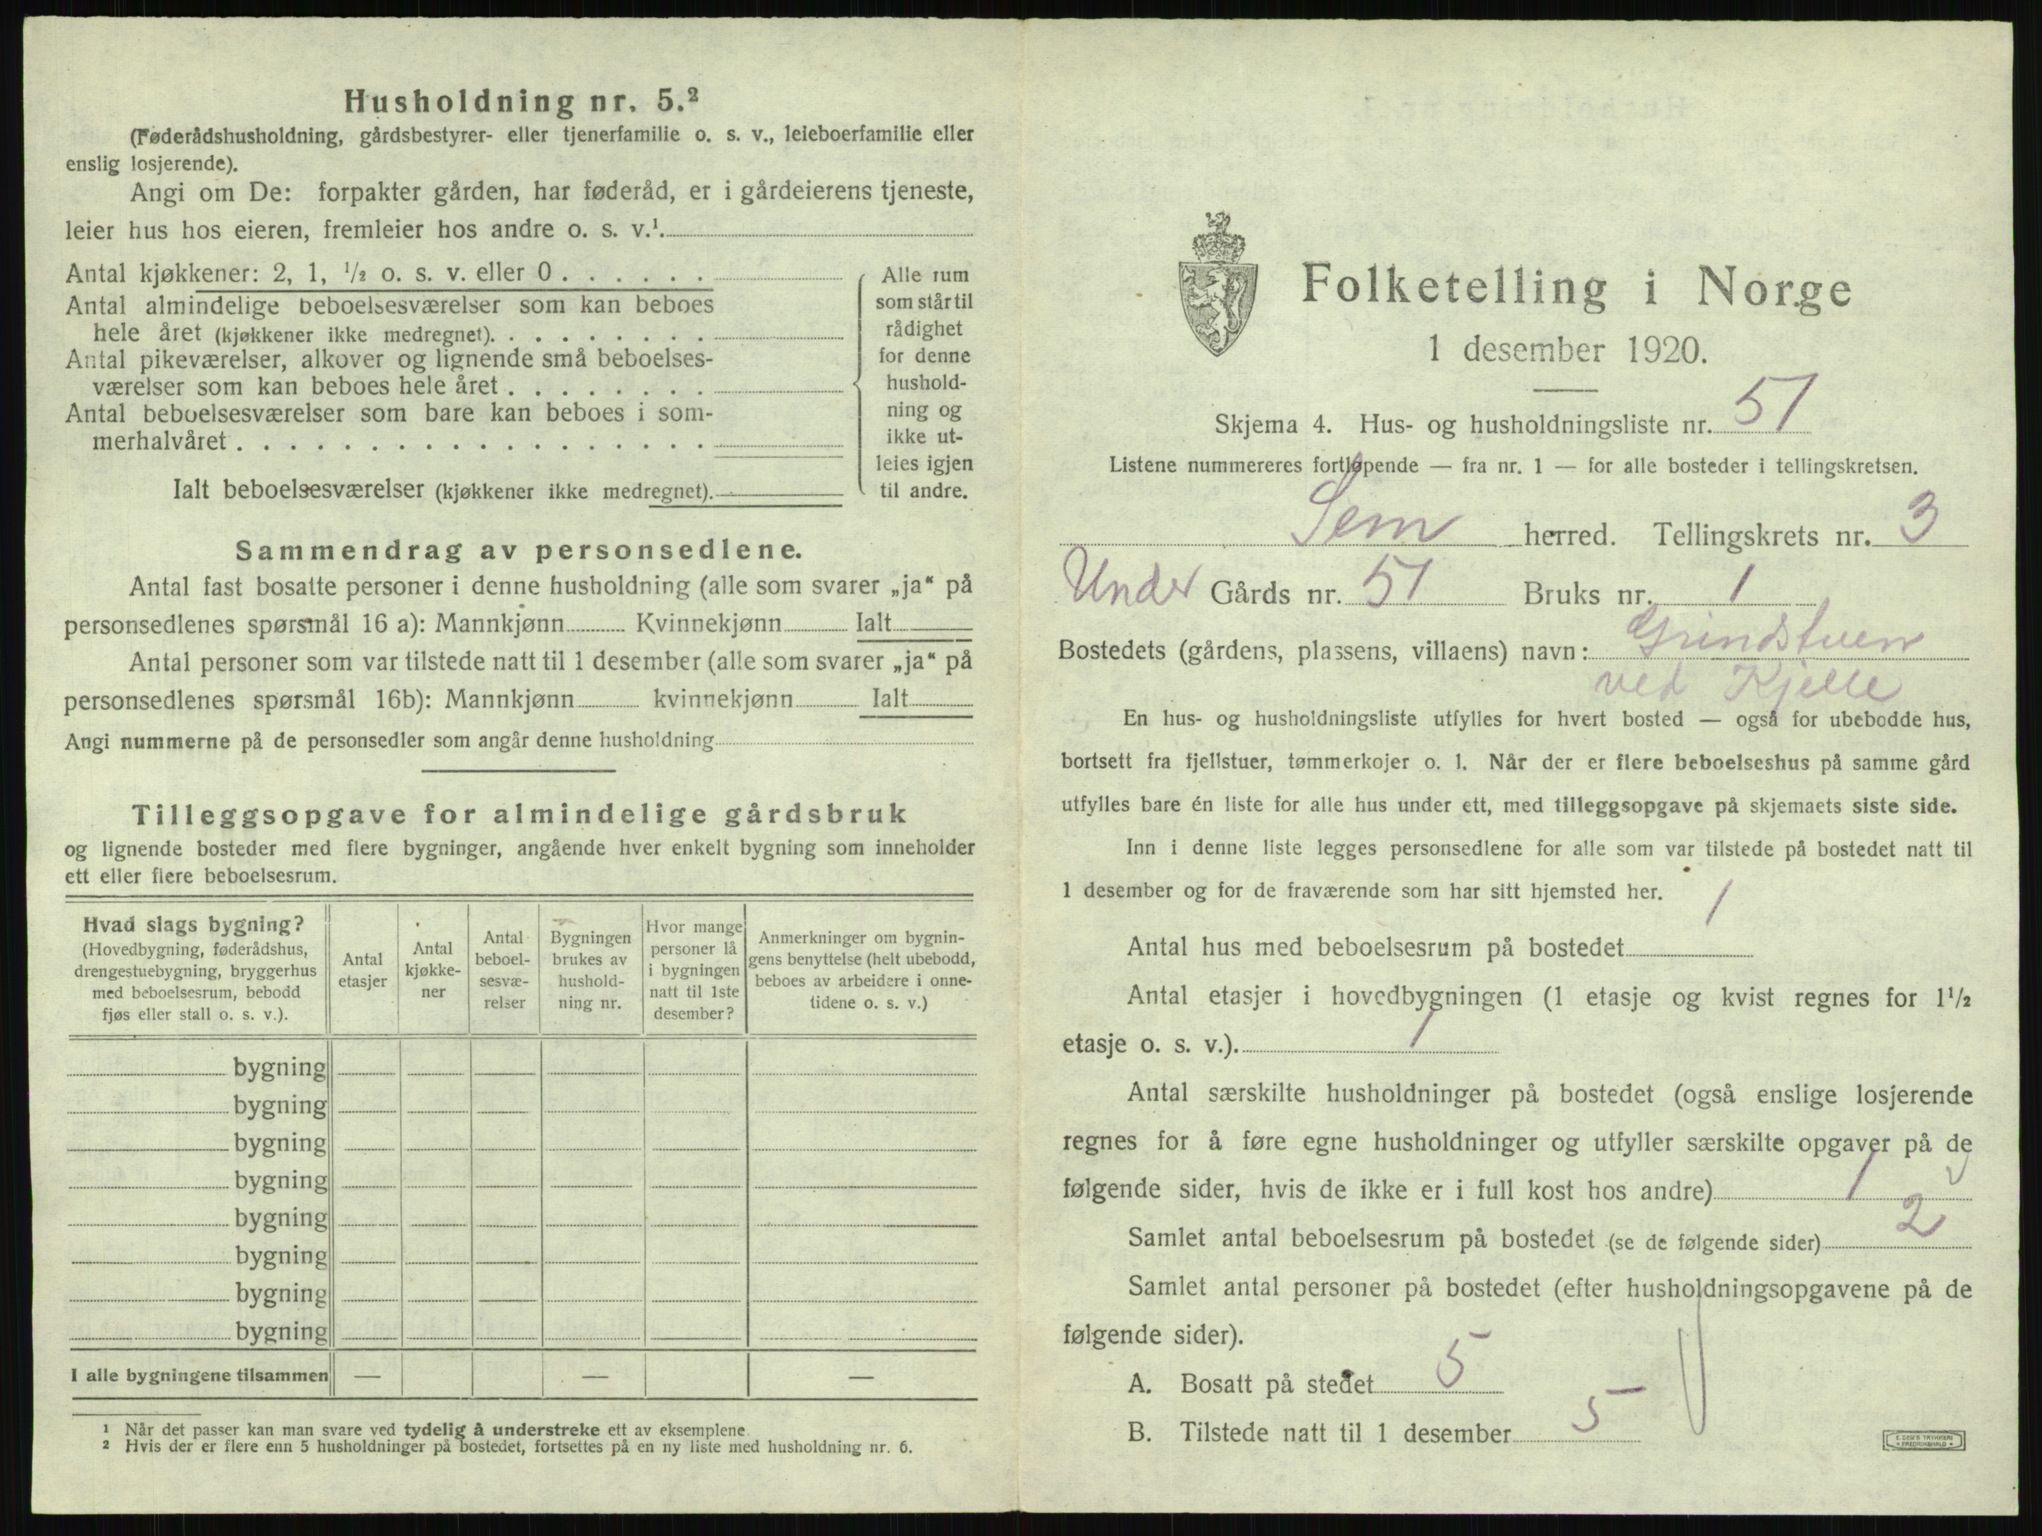 Husholdning nr. 5.²
(Føderådshusholdning, gårdsbestyrer- eller tjenerfamilie o. s. v., leieboerfamilie eller
enslig losjerende).
Angi om De: forpakter gården, har føderåd, er i gårdeierens tjeneste,
leier hus hos eieren, fremleier hos andre o. s. v.¹.
Antal kjøkkener: 2, 1, ½ o. s. v. eller 0 . . . . . .
Antal almindelige beboelsesværelser som kan beboes
hele året (kjøkkener ikke medregnet). . . . . . . . .
Antal pikeværelser, alkover og lignende små beboelses-
værelser som kan beboes hele året . . . . . . . .
Antal beboelsesværelser som bare kan beboes i som-
merhalvåret . . . . . . . . . . . . . . . . . .
Ialt beboelsesværelser (kjøkkener ikke medregnet).
Alle rum
som står til
rådighet
for denne
hushold-
ning og
ikke ut-
leies igjen
til andre.
Sammendrag av personsedlene.
Antal fast bosatte personer i denne husholdning (alle som svarer „ja“ på
personsedlenes spørsmål 16 a): Mannkjønn Kvinnekjønn Ialt
Antal personer som var tilstede natt til 1 desember (alle som svarer „ja“ på
personsedlenes spørsmål 16b): Mannkjønn kvinnekjønn Ialt
Angi nummerne på de personsedler som angår denne husholdning
Tilleggsopgave for almindelige gårdsbruk
og lignende bosteder med flere bygninger, angående hver enkelt bygning som inneholder
ett eller flere beboelsesrum.
Hvad slags bygning?
(Hovedbygning, føderådshus,
drengestuebygning, bryggerhus
med beboelsesrum, bebodd
fjøs eller stall o. s. v.).
Antal
etasjer
Antal
kjøkke-
ner
Antal
beboel-
sesvæ-
relser
Bygningen
brukes av
hushold-
ning nr.
Hvor mange
personer lå
i bygningen
natt til 1ste
desember?
Anmerkninger om bygnin-
gens benyttelse (helt ubebodd,
beboes av arbeidere i onne-
tidene o. s. v.)
bygning
bygning
bygning
bygning
bygning
bygning
bygning
bygning
I alle bygningene tilsammen — — —
¹ Når det passer kan man svare ved tydelig å understreke ett av eksemplene
² Hvis der er flere enn 5 husholdninger på bostedet, fortsettes på en ny liste med husholdning nr. 6.
Folketelling i Norge
1 desember 1920.
Skjema 4. Hus- og husholdningsliste nr. 51
Listene nummereres fortløpende — fra nr. 1 — for alle bosteder i tellingskretsen.
Sem herred. Tellingskrets nr. 3
Under Gårds nr. 51 Bruks nr. 1
Bostedets (gårdens, plassens, villaens) navn: Grindstuen
ved Kjelle
En hus- og husholdningsliste utfylles for hvert bosted — også for ubebodde hus,
bortsett fra fjellstuer, tømmerkojer o. l. Når der er flere beboelseshus på samme gård
utfylles bare én liste for alle hus under ett, med tilleggsopgave på skjemaets siste side.
Inn i denne liste legges personsedlene for alle som var tilstede på bostedet natt til
1 desember og for de fraværende som har sitt hjemsted her.
Antal hus med beboelsesrum på bostedet 1
Antal etasjer i hovedbygningen (1 etasje og kvist regnes for 1½
etasje o. s. v.). 1
Antal særskilte husholdninger på bostedet (også enslige losjerende
regnes for å føre egne husholdninger og utfyller særskilte opgaver på de
følgende sider, hvis de ikke er i full kost hos andre) 1
Samlet antal beboelsesrum på bostedet (se de følgende sider) 2
Samlet antal personer på bostedet (efter husholdningsopgavene på de
følgende sider).
A. Bosatt på stedet 5
B. Tilstede natt til 1 desember 5